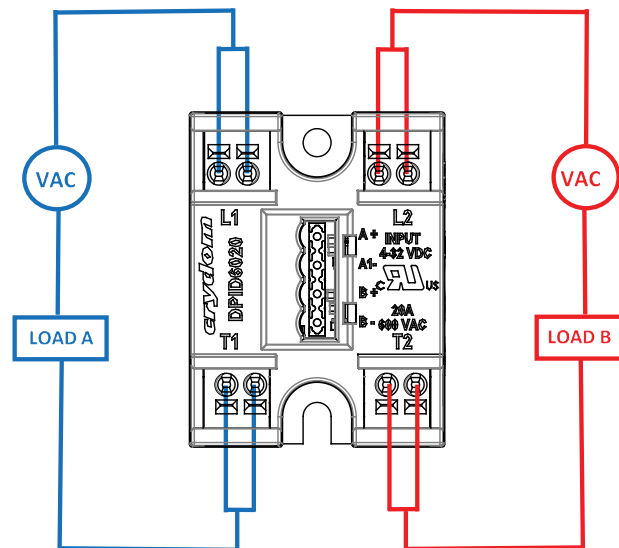 VAC
LOAD A
L1
crydom
DPID6020
T1
L2
A +
A1-
B +
B -
INPUT
4-32 VDC
C
US
20A
600 VAC
T2
VAC
LOAD B